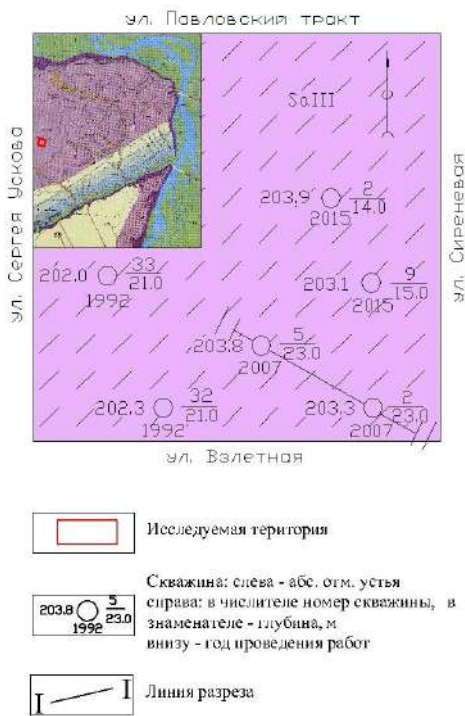 ул. Павловский тракт
ул. Сергея Ускова
ул. Сиреневая
SaIII
203.9 2
14.0
2015
202.0 33
21.0
1992
203.1 9
15.0
2015
203.8 5
23.0
2007
202.3 32
21.0
1992
203.3 2
23.0
2007
ул. Взлетная
Исследуемая територия
Скважина: слева - абс. отм. устья
справа: в числителе номер скважины, в
знаменателе - глубина, м
внизу - год проведения работ
203.8 5
23.0
1992
I I Линия разреза